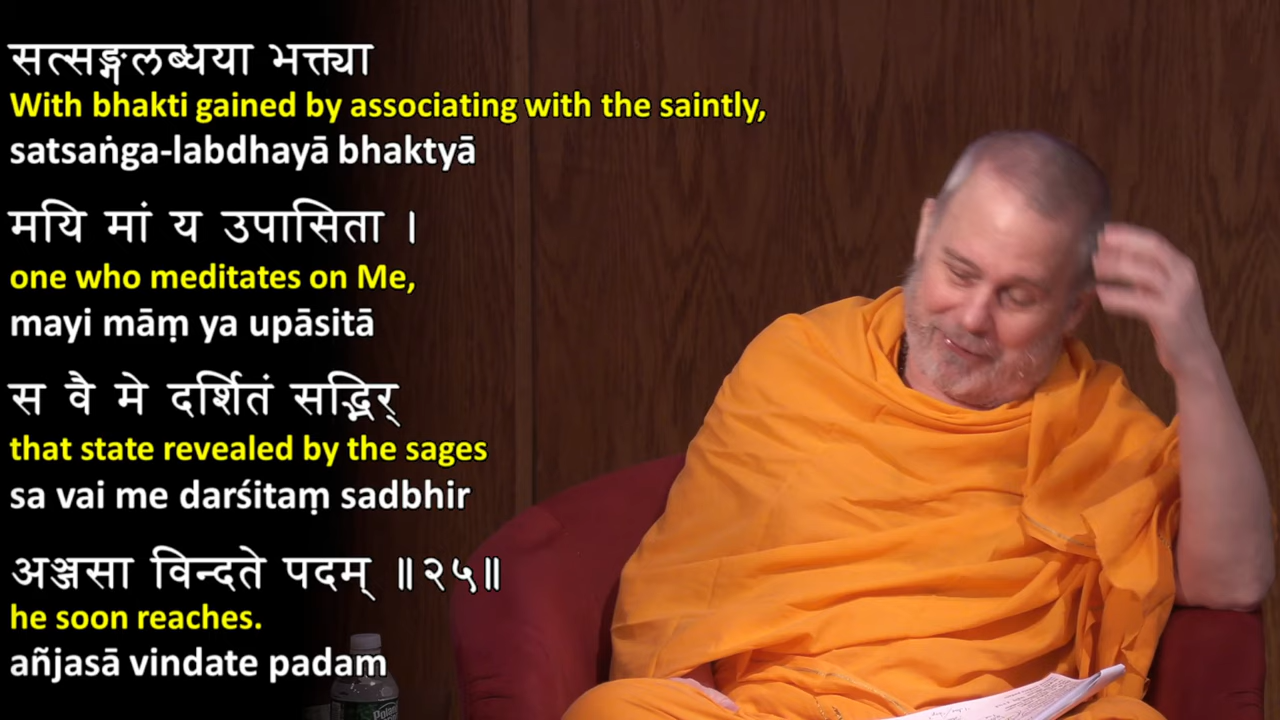 सत्सङ्गलब्धया भक्त्या
With bhakti gained by associating with the saintly,
satsaṅga-labdhayā bhaktyā
मयि मां य उपासिता ।
one who meditates on Me,
mayi māṃ ya upāsitā
स वै मे दर्शितं सद्भिर्
that state revealed by the sages
sa vai me darśitaṃ sadbhir
अञ्जसा विन्दते पदम् ॥२५॥
he soon reaches.
añjasā vindate padam